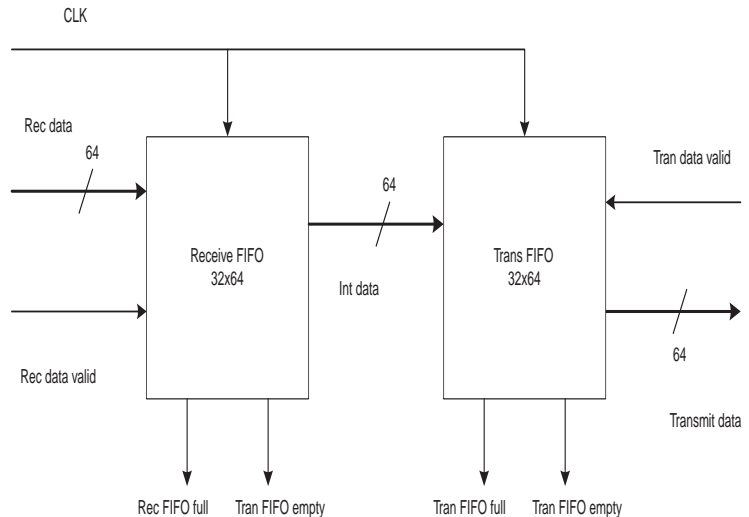 CLK
Rec data
64
Tran data valid
64
Receive FIFO
32x64
Trans FIFO
32x64
Int data
64
Rec data valid
Transmit data
Rec FIFO full
Tran FIFO empty
Tran FIFO full
Tran FIFO empty